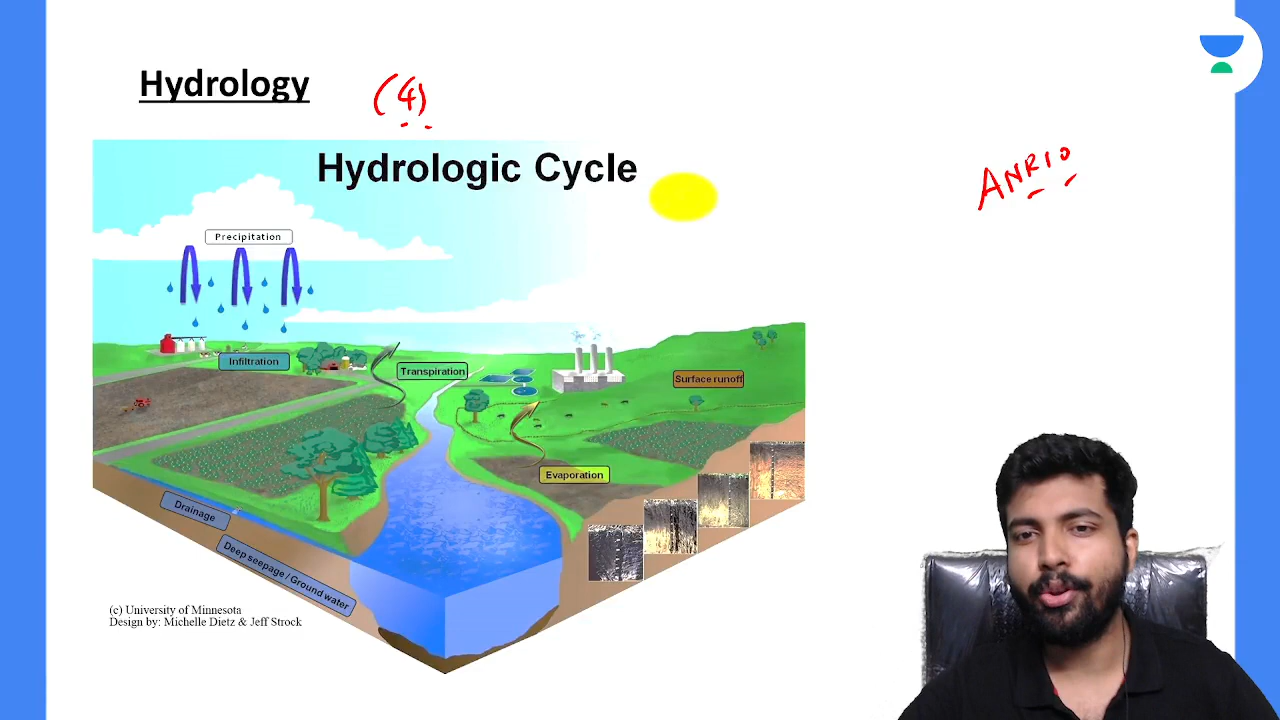 Hydrology (4)
Hydrologic Cycle
ANR10
Precipitation
Infiltration
Transpiration
Surface runoff
Evaporation
Drainage
Deep seepage / Ground water
(c) University of Minnesota
Design by: Michelle Dietz & Jeff Strock